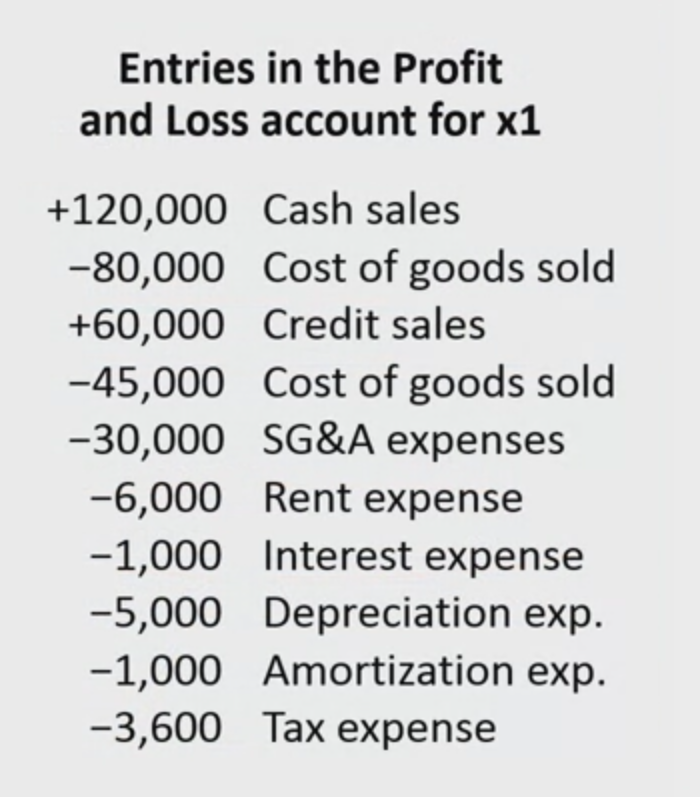 Entries in the Profit
and Loss account for x1
+120,000 Cash sales
−80,000 Cost of goods sold
+60,000 Credit sales
−45,000 Cost of goods sold
−30,000 SG&A expenses
−6,000 Rent expense
−1,000 Interest expense
−5,000 Depreciation exp.
−1,000 Amortization exp.
−3,600 Tax expense